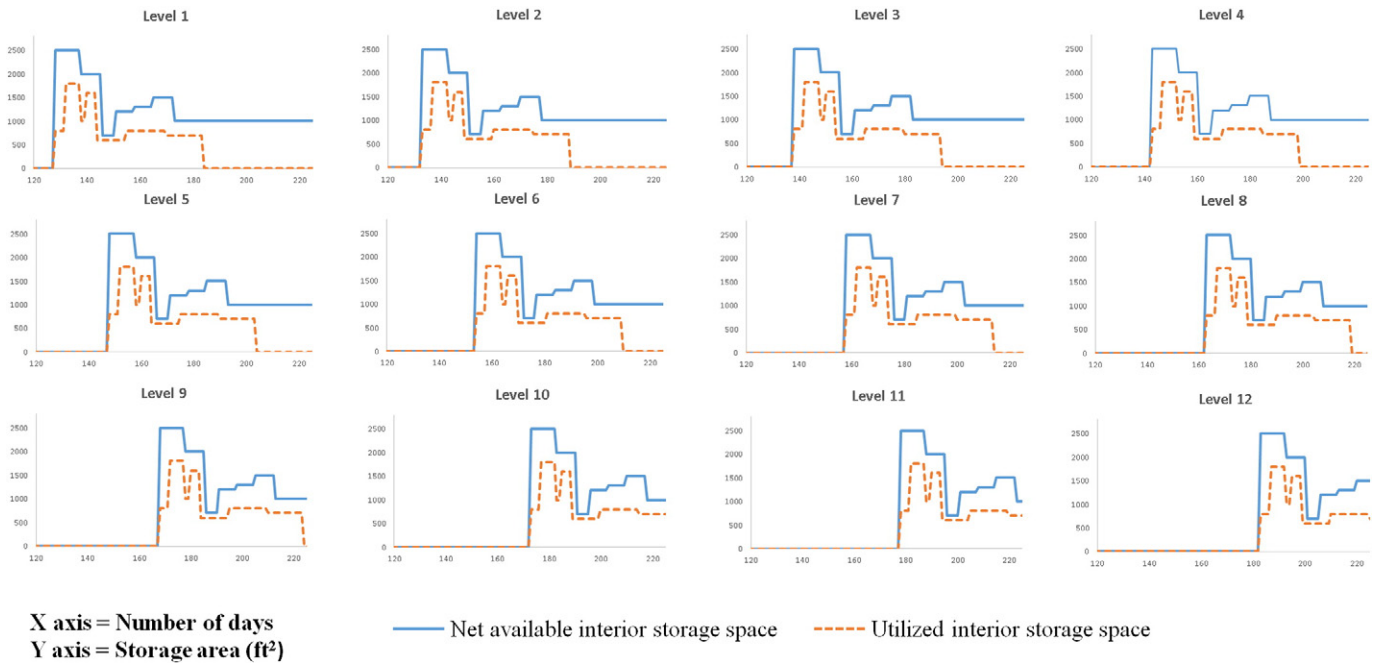 Level 1
Level 2
Level 3
Level 4
2500
2000
1500
1000
500
0
120 140 160 180 200 220
2500
2000
1500
1000
500
0
120 140 160 180 200 220
2500
2000
1500
1000
500
0
120 140 160 180 200 220
2500
2000
1500
1000
500
0
120 140 160 180 200 220
Level 5
Level 6
Level 7
Level 8
2500
2000
1500
1000
500
0
120 140 160 180 200 220
2500
2000
1500
1000
500
0
120 140 160 180 200 220
2500
2000
1500
1000
500
0
120 140 160 180 200 220
2500
2000
1500
1000
500
0
120 140 160 180 200 220
Level 9
Level 10
Level 11
Level 12
2500
2000
1500
1000
500
0
120 140 160 180 200 220
2500
2000
1500
1000
500
0
120 140 160 180 200 220
2500
2000
1500
1000
500
0
120 140 160 180 200 220
2500
2000
1500
1000
500
0
120 140 160 180 200 220
X axis = Number of days
Y axis = Storage area (ft²)
Net available interior storage space
Utilized interior storage space